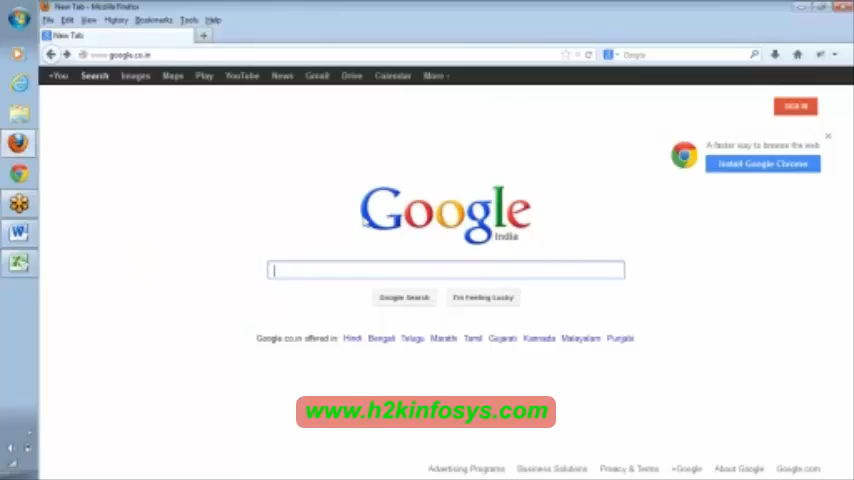 New Tab - Mozilla Firefox
File Edit View History Bookmarks Tools Help
New Tab
www.google.co.in
Google
+You Search Images Maps Play YouTube News Gmail Drive Calendar More
SIGN IN
A faster way to browse the web
Install Google Chrome
Google
India
Google Search I'm Feeling Lucky
Google.co.in offered in: Hindi Bengali Telugu Marathi Tamil Gujarati Kannada Malayalam Punjabi
www.h2kinfosys.com
Advertising Programs Business Solutions Privacy & Terms +Google About Google Google.com